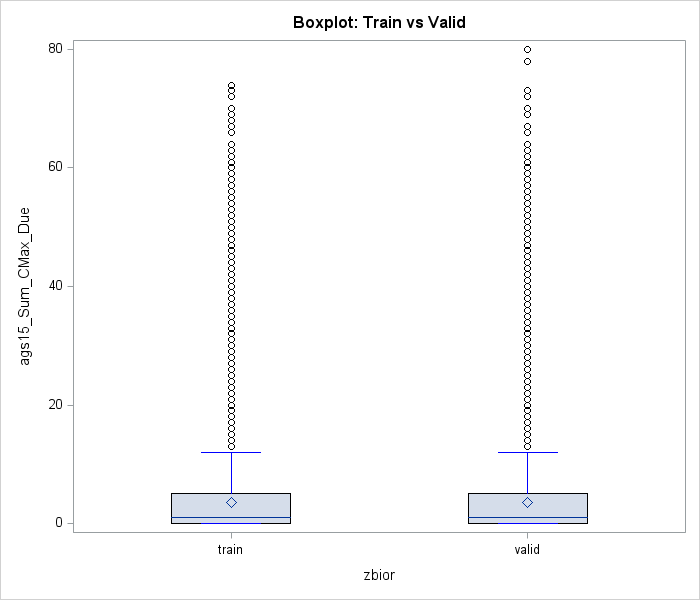 Boxplot: Train vs Valid
80
60
40
20
0
ags15_Sum_CMax_Due
train
valid
zbior